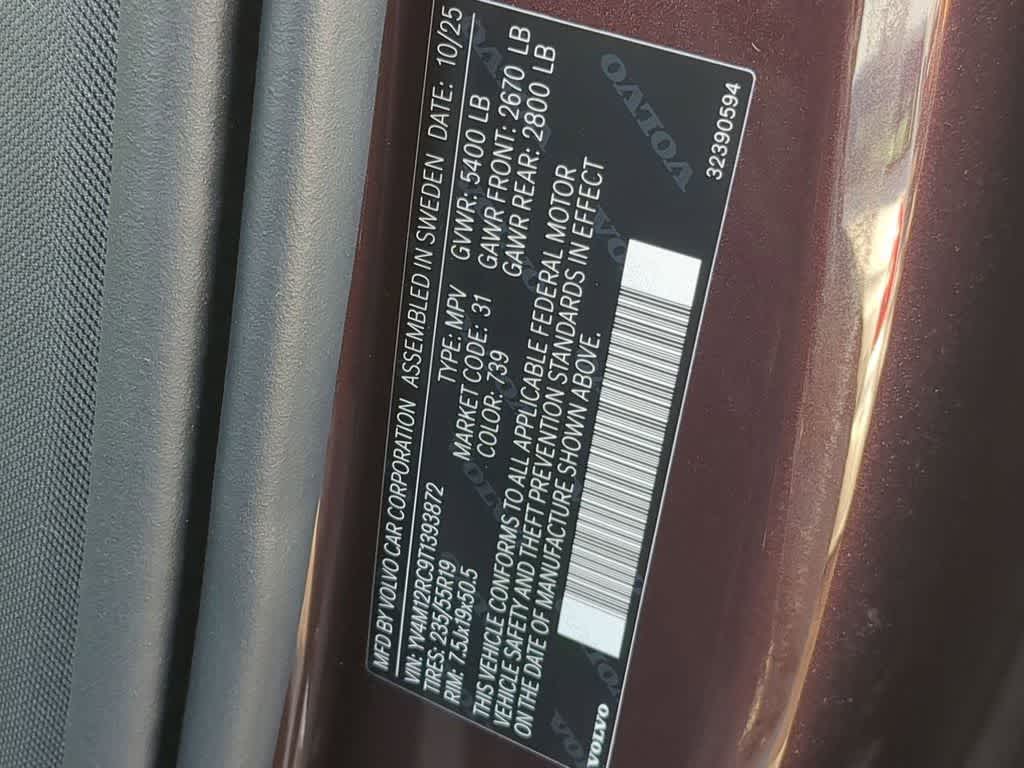 MFD BY VOLVO CAR CORPORATION ASSEMBLED IN SWEDEN DATE: 10/25
VIN: YV4M12RC9T1393872 TYPE: MPV GVWR: 5400 LB
TIRES: 235/55R19 MARKET CODE: 31 GAWR FRONT: 2670 LB
RIM: 7.5Jx19x50.5 COLOR: 739 GAWR REAR: 2800 LB
THIS VEHICLE CONFORMS TO ALL APPLICABLE FEDERAL MOTOR
VEHICLE SAFETY AND THEFT PREVENTION STANDARDS IN EFFECT
ON THE DATE OF MANUFACTURE SHOWN ABOVE.
VOLVO
32390594